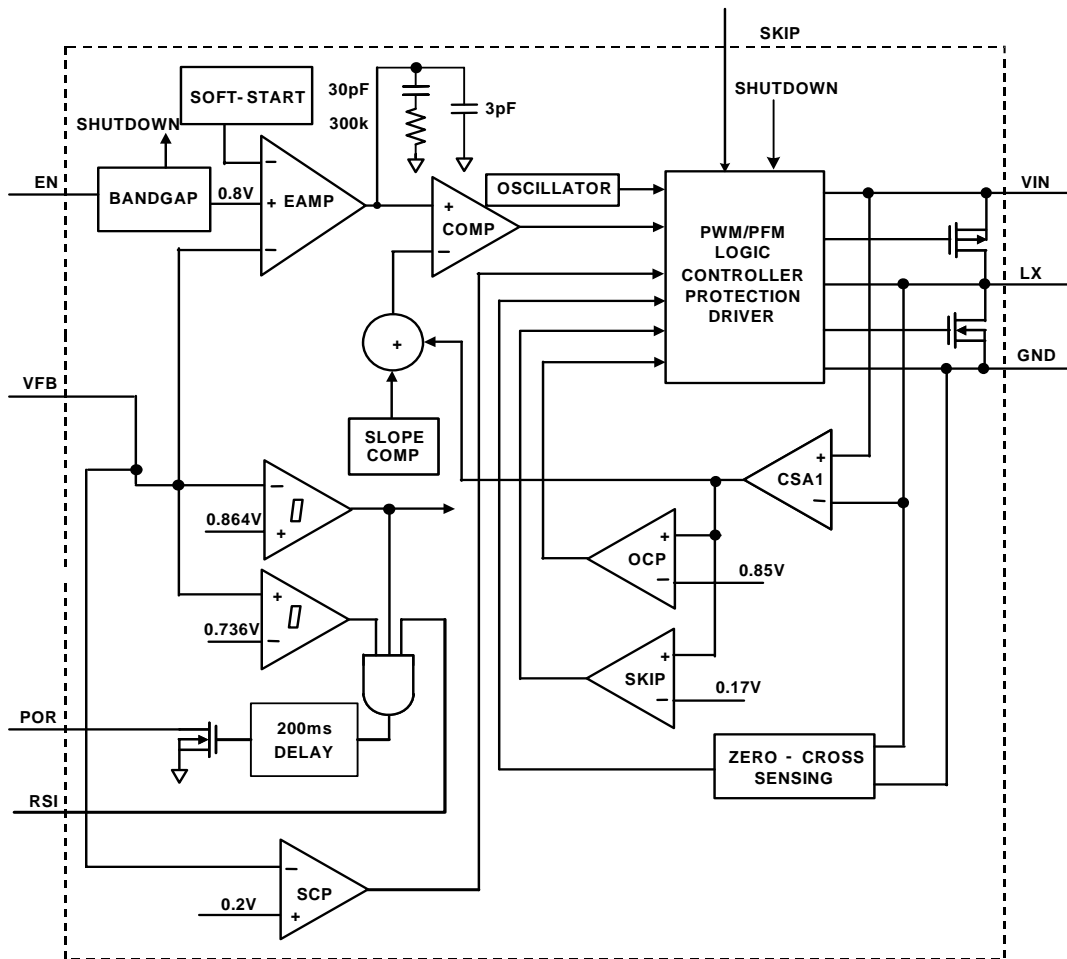 SKIP
SHUTDOWN
SOFT-START
30pF
300k
3pF
SHUTDOWN
EN
BANDGAP
0.8V
−
+
−
EAMP
+
−
COMP
OSCILLATOR
PWM/PFM
LOGIC
CONTROLLER
PROTECTION
DRIVER
VIN
LX
GND
+
VFB
SLOPE
COMP
+
−
CSA1
−
+
0.864V
+
−
OCP
0.85V
+
−
0.736V
+
−
SKIP
0.17V
POR
200ms
DELAY
ZERO - CROSS
SENSING
RSI
−
+
SCP
0.2V